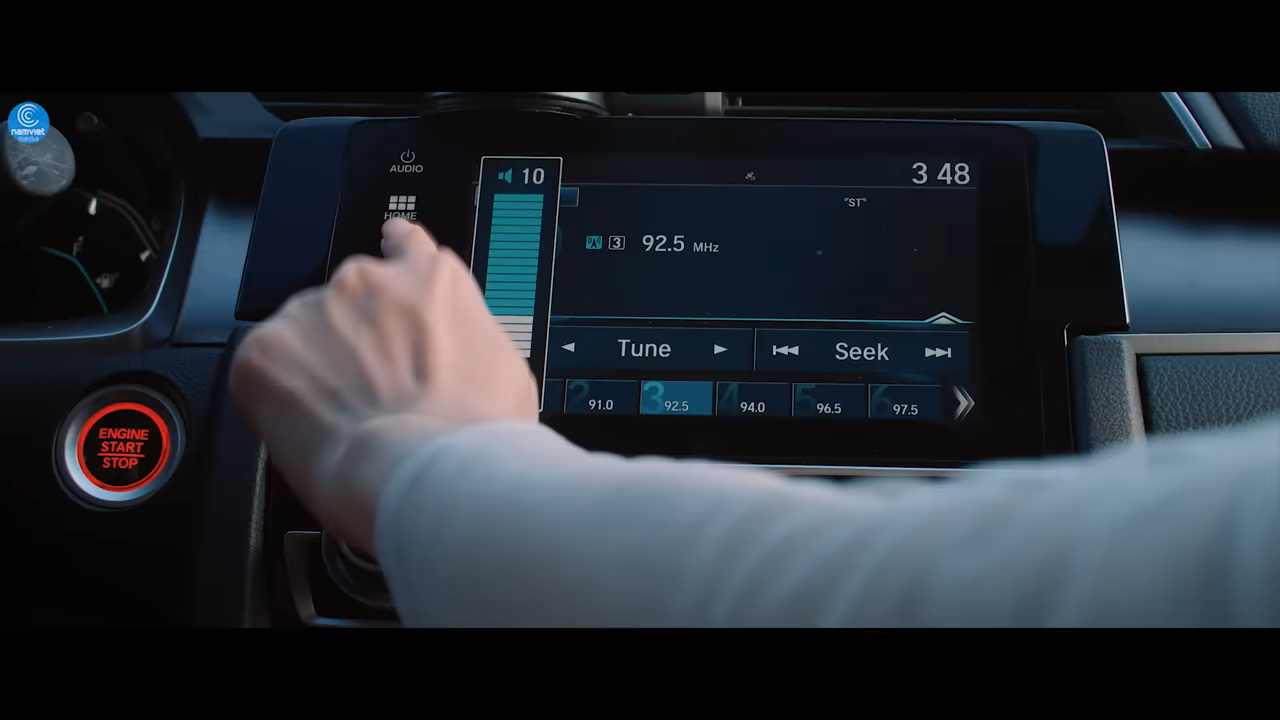 namviet
media
AUDIO
HOME
10
3 48
"ST"
3
92.5 MHz
Tune
Seek
2
91.0
3
92.5
4
94.0
5
96.5
6
97.5
ENGINE
START
STOP
F